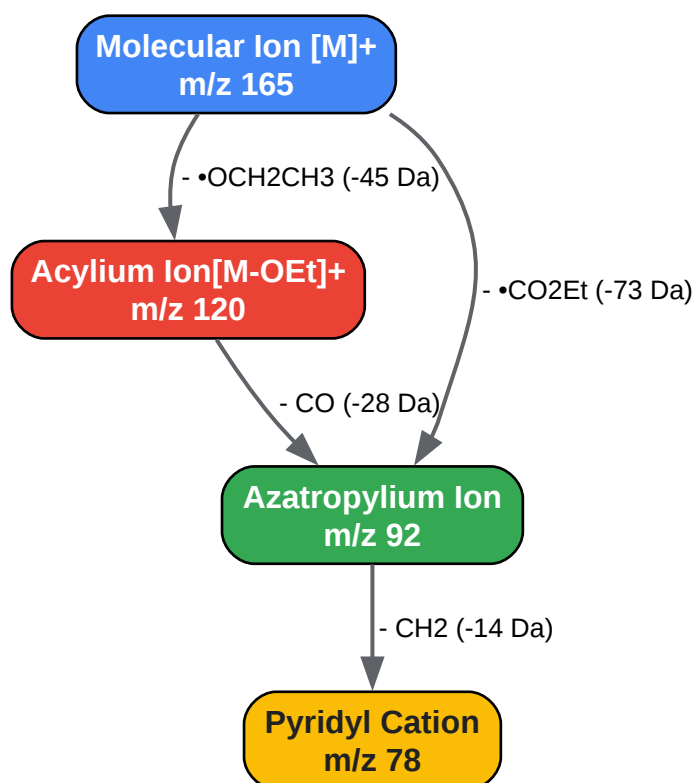 Molecular Ion [M]+
m/z 165
- •OCH2CH3 (-45 Da)
Acylium Ion[M-OEt]+
m/z 120
- •CO2Et (-73 Da)
- CO (-28 Da)
Azatropylium Ion
m/z 92
- CH2 (-14 Da)
Pyridyl Cation
m/z 78